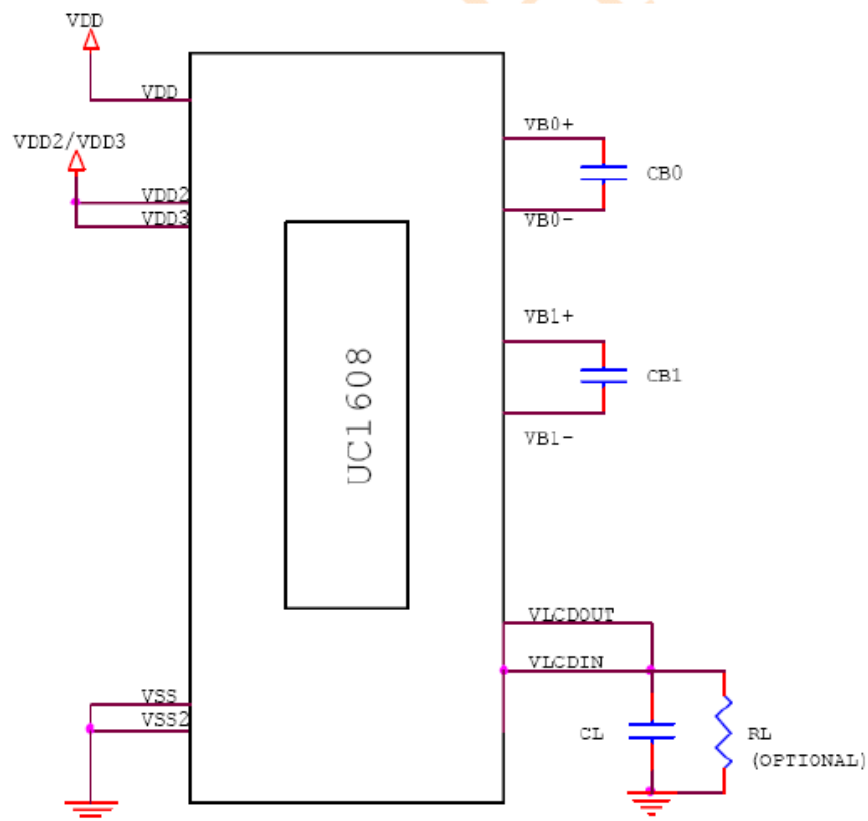 VDD
VDD
VDD2/VDD3
VDD2
VDD3
VB0+
CB0
VB0-
VB1+
CB1
VB1-
UC1608
VLCDOUT
VLCDIN
VSS
VSS2
CL
RL
(OPTIONAL)